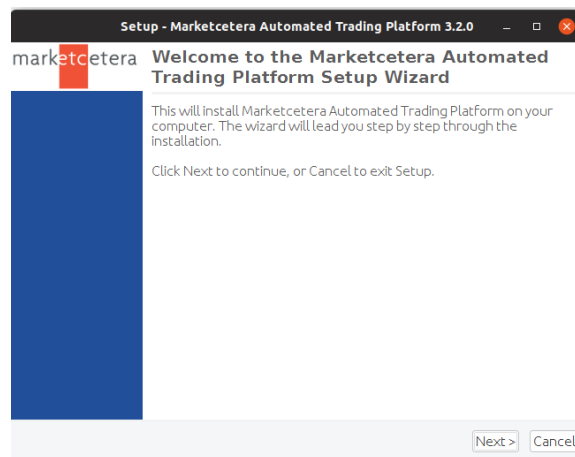 Setup - Marketcetera Automated Trading Platform 3.2.0
marketcetera
Welcome to the Marketcetera Automated
Trading Platform Setup Wizard
This will install Marketcetera Automated Trading Platform on your
computer. The wizard will lead you step by step through the
installation.
Click Next to continue, or Cancel to exit Setup.
Next >
Cancel